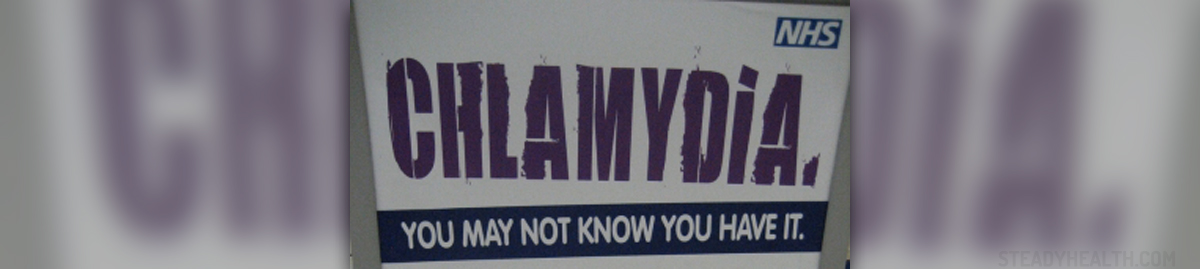 NHS
CHLAMYDiA.
YOU MAY NOT KNOW YOU HAVE IT.
STEADYHEALTH.COM